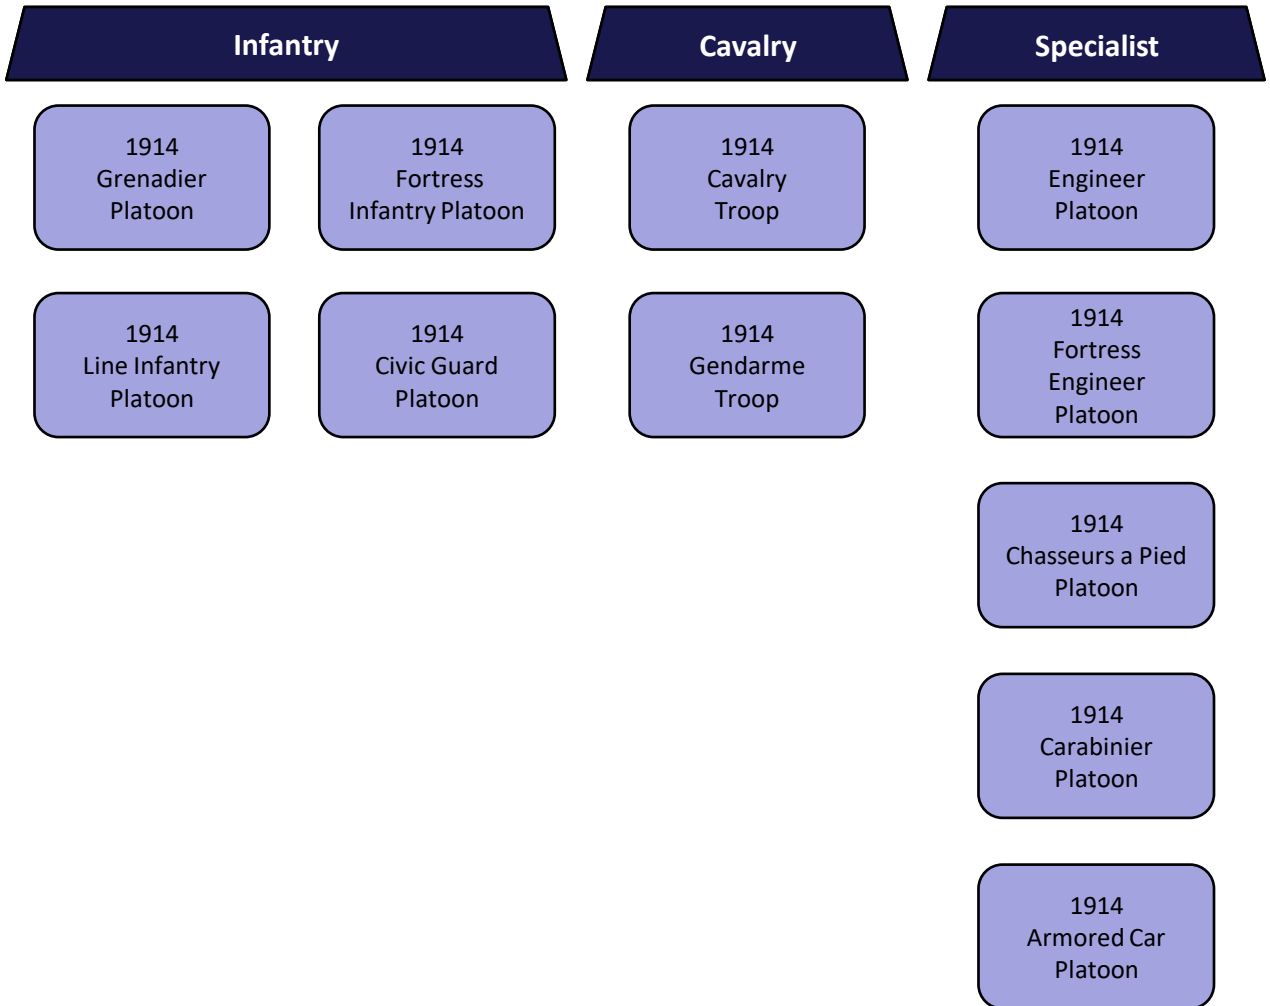 Infantry
Cavalry
Specialist
1914
Grenadier
Platoon
1914
Fortress
Infantry Platoon
1914
Cavalry
Troop
1914
Engineer
Platoon
1914
Line Infantry
Platoon
1914
Civic Guard
Platoon
1914
Gendarme
Troop
1914
Fortress
Engineer
Platoon
1914
Chasseurs a Pied
Platoon
1914
Carabinier
Platoon
1914
Armored Car
Platoon